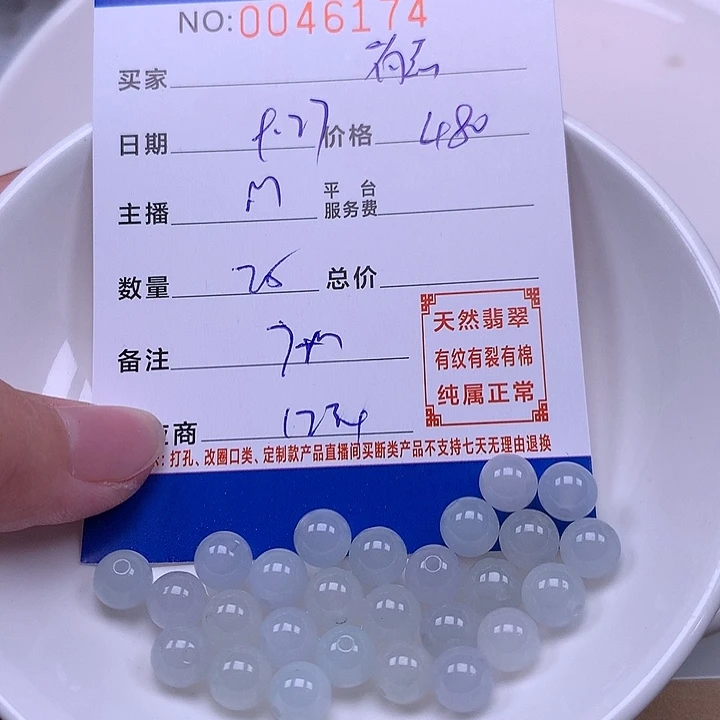 NO:0046174
买家
日期 9.27 价格 480
主播 M 平台服务费
数量 26 总价
备注
商 1234
天然翡翠
有纹有裂有棉
纯属正常
：打孔、改圈口类、定制款产品直播间买断类产品不支持七天无理由退换